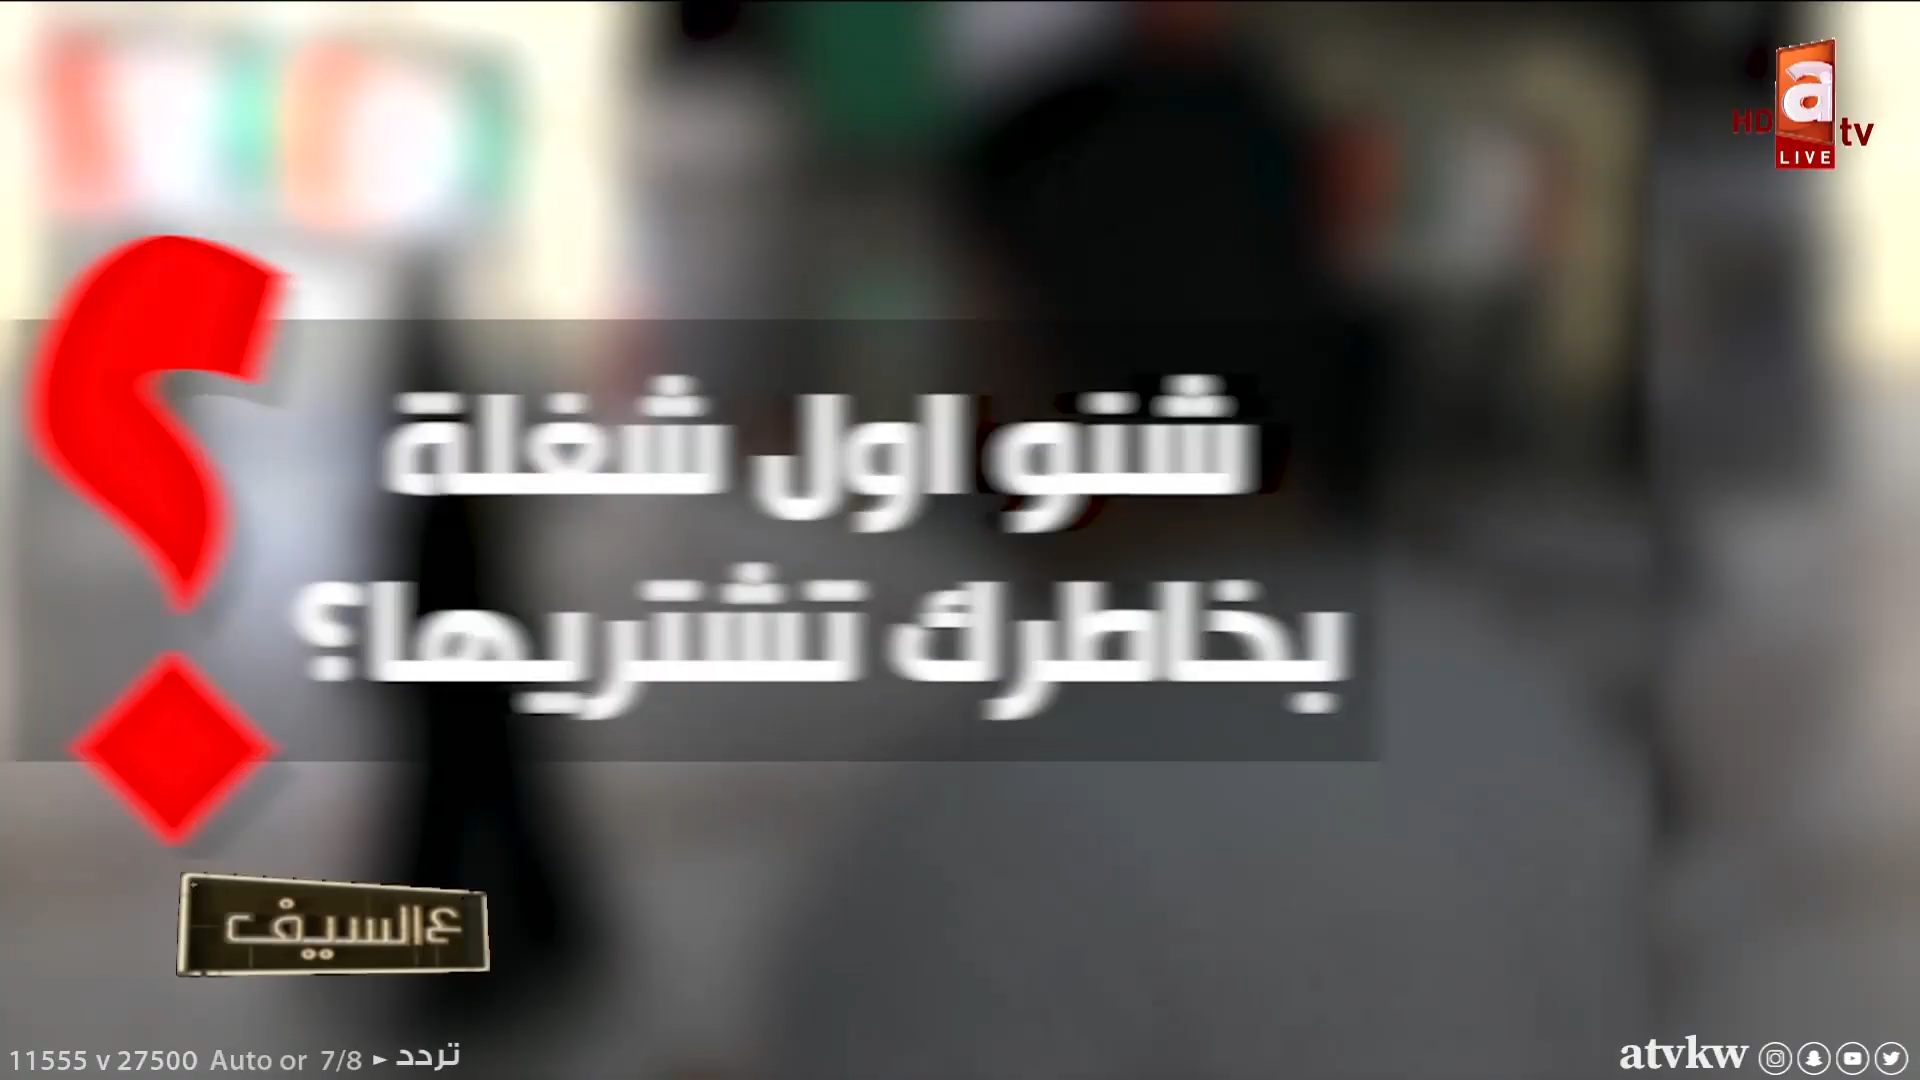 HD a tv
LIVE
؟
شنو اول شغلة
بخاطرك تشتريها؟
عالسيف
تردد ► 11555 v 27500 Auto or 7/8
atvkw